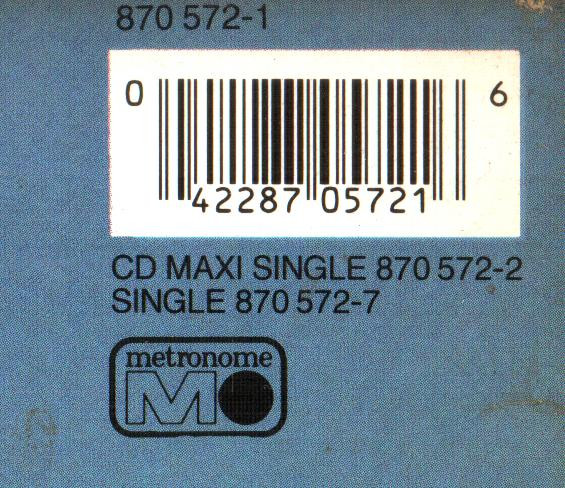 870 572-1
0 42287 05721 6
CD MAXI SINGLE 870 572-2
SINGLE 870 572-7
metronome
M